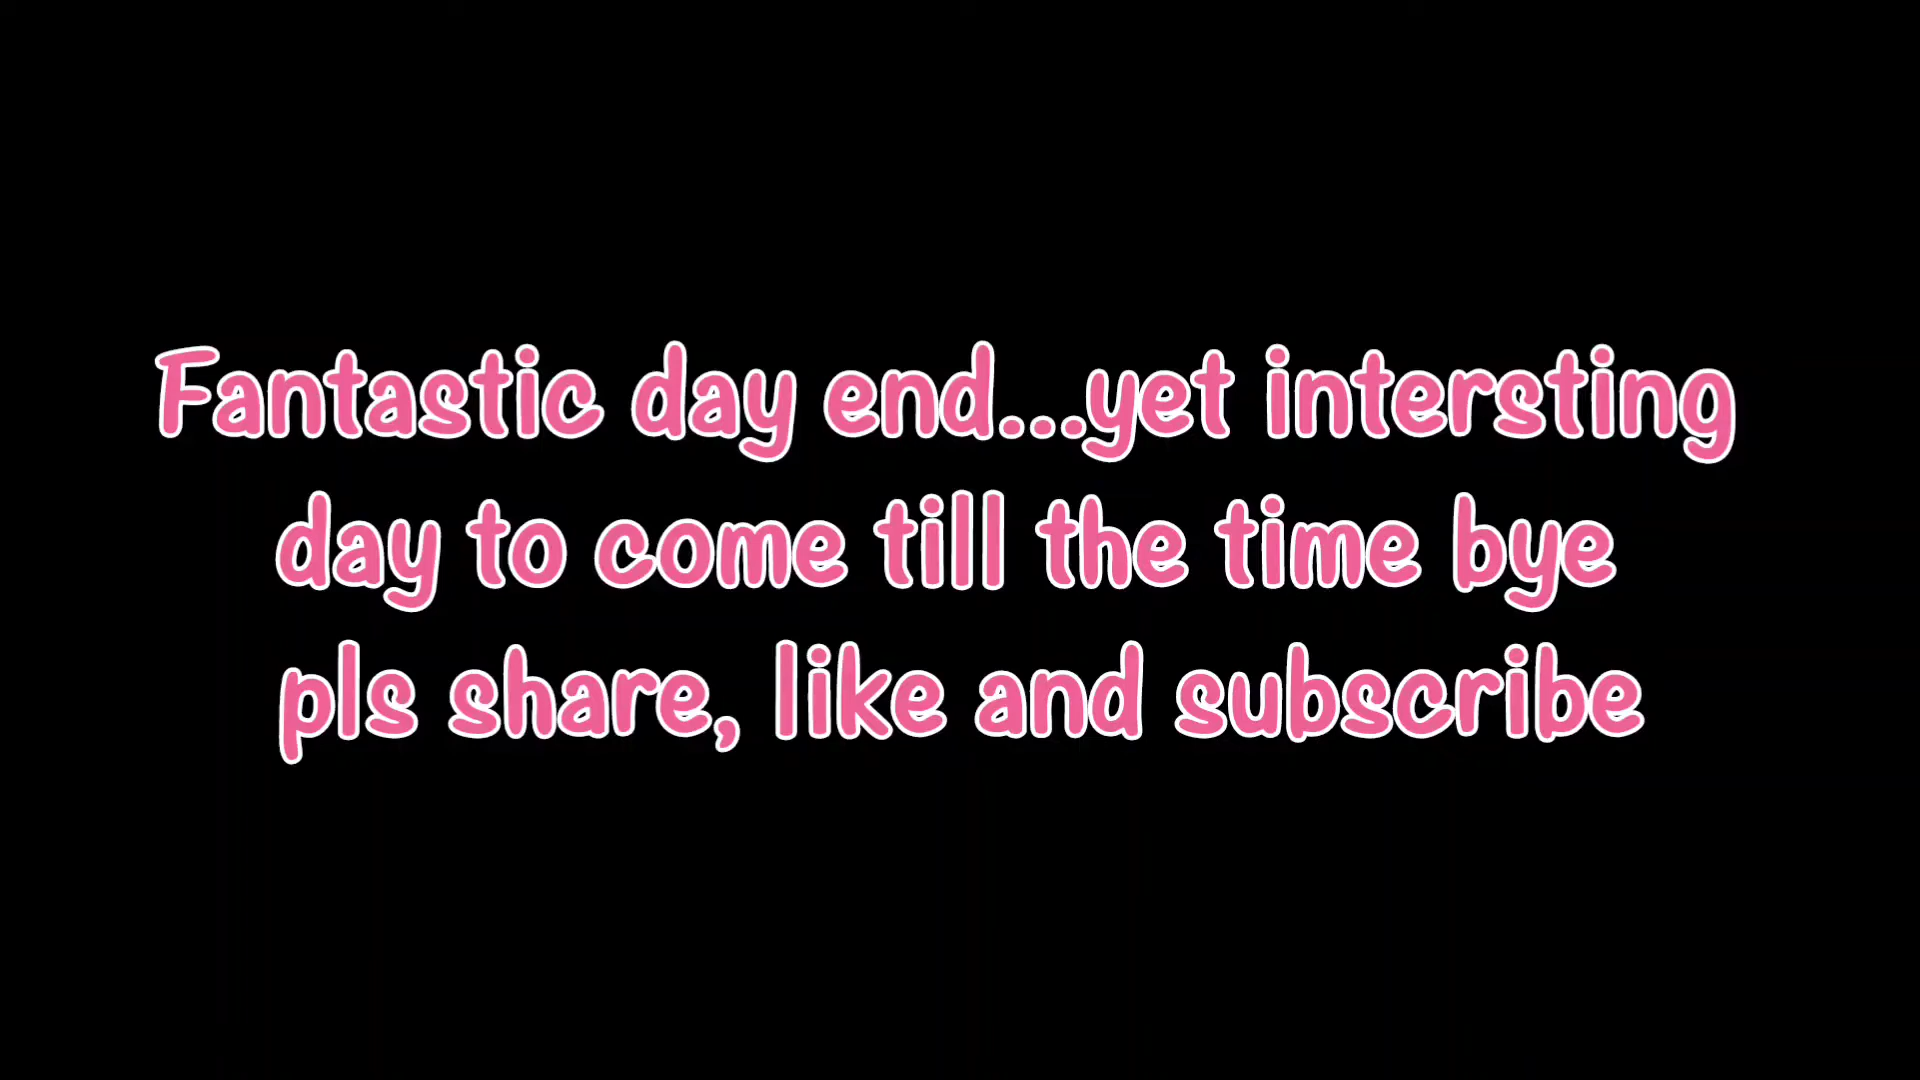 Fantastic day end...yet intersting
day to come till the time bye
pls share, like and subscribe